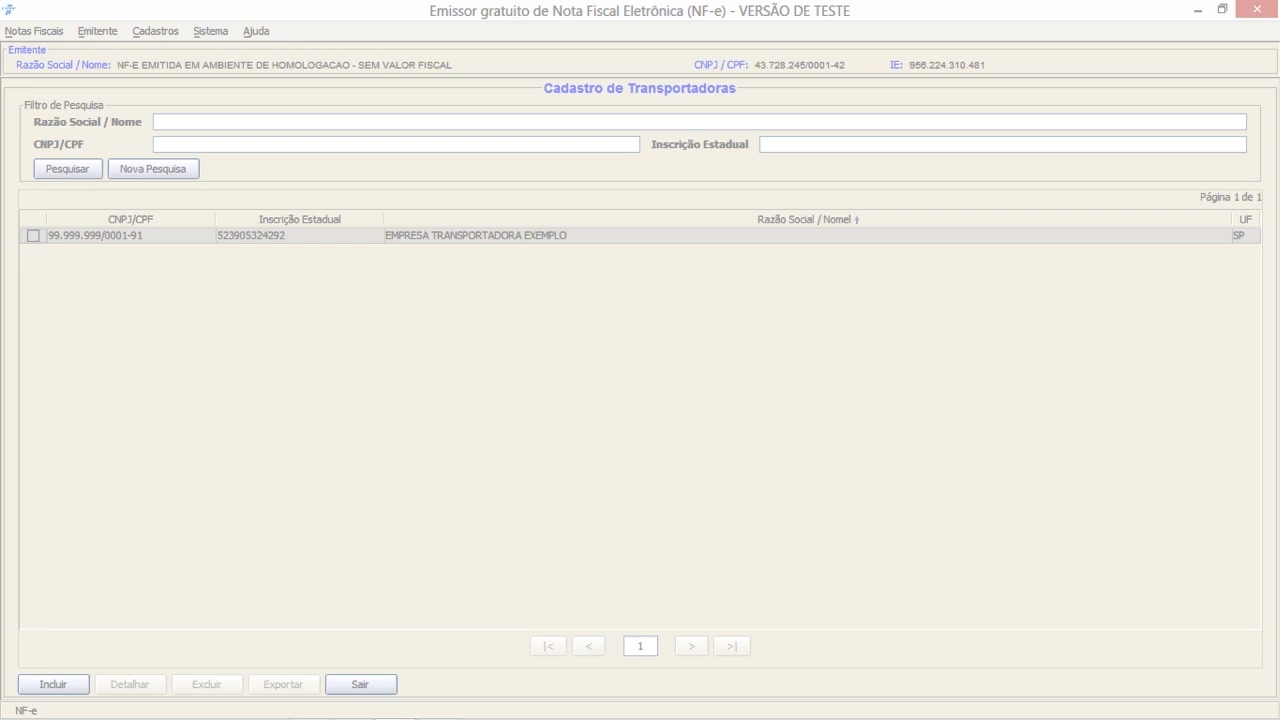 Emissor gratuito de Nota Fiscal Eletrônica (NF-e) - VERSÃO DE TESTE
Notas Fiscais Emitente Cadastros Sistema Ajuda
Emitente
Razão Social / Nome: NF-E EMITIDA EM AMBIENTE DE HOMOLOGACAO - SEM VALOR FISCAL CNPJ / CPF: 43.728.245/0001-42 IE: 956.224.310.481
Cadastro de Transportadoras
Filtro de Pesquisa
Razão Social / Nome
CNPJ/CPF Inscrição Estadual
Pesquisar Nova Pesquisa
Página 1 de 1
CNPJ/CPF Inscrição Estadual Razão Social / Nomel ↑ UF
99.999.999/0001-91 523905324292 EMPRESA TRANSPORTADORA EXEMPLO SP
|< < 1 > >|
Incluir Detalhar Excluir Exportar Sair
NF-e